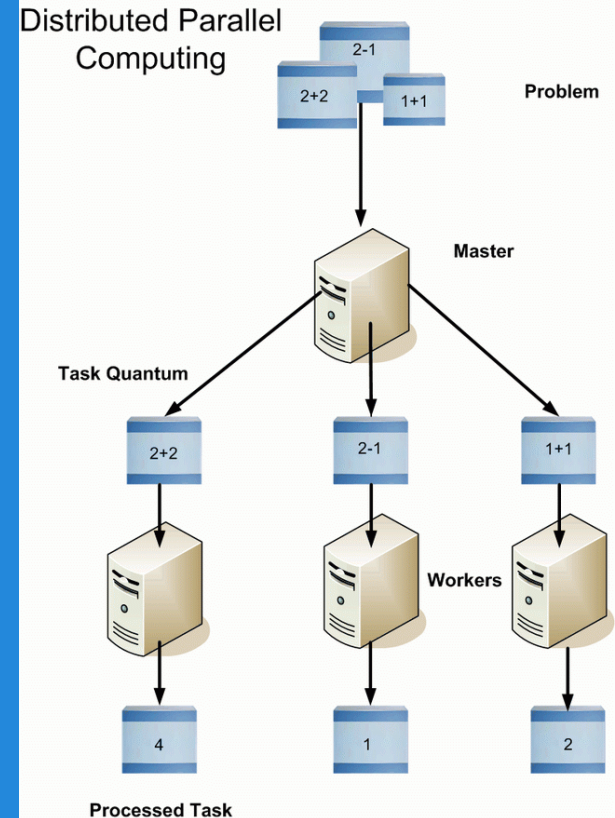 Distributed Parallel
Computing
2-1
2+2
1+1
Problem
Master
Task Quantum
2+2
2-1
1+1
Workers
4
1
2
Processed Task